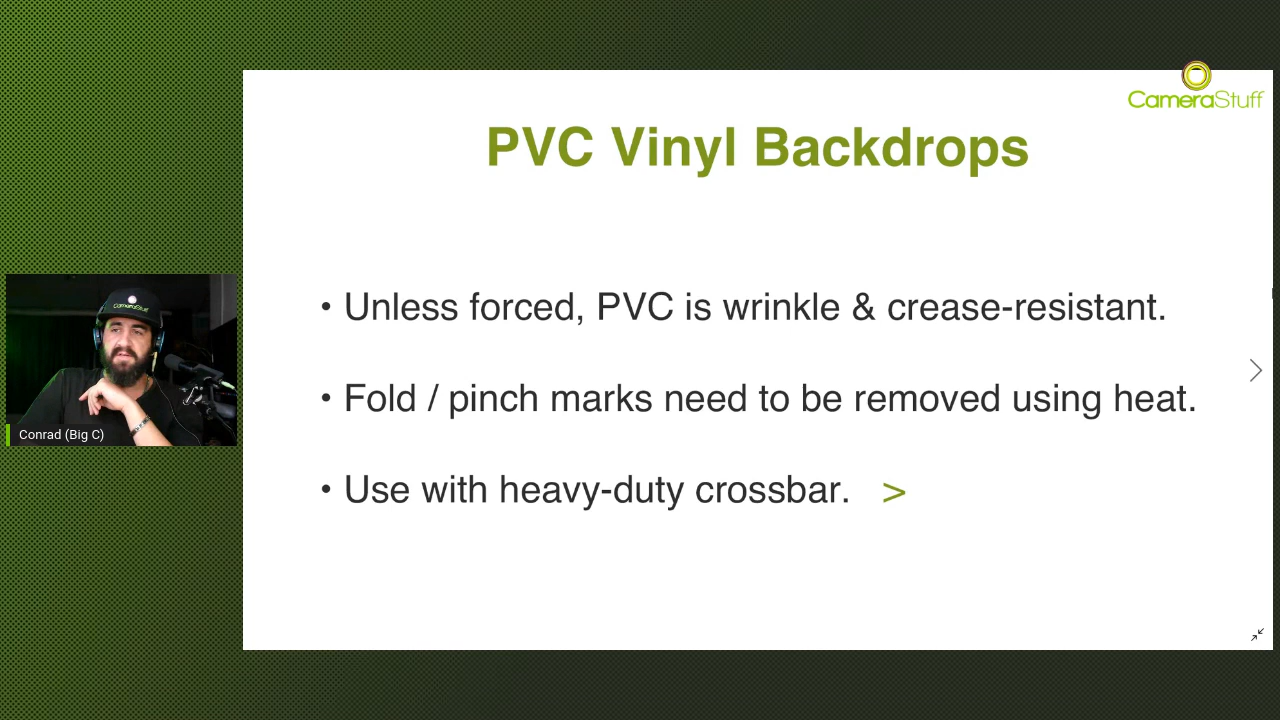 CameraStuff
PVC Vinyl Backdrops
• Unless forced, PVC is wrinkle & crease-resistant.
• Fold / pinch marks need to be removed using heat.
• Use with heavy-duty crossbar. >
CameraStuff
Conrad (Big C)